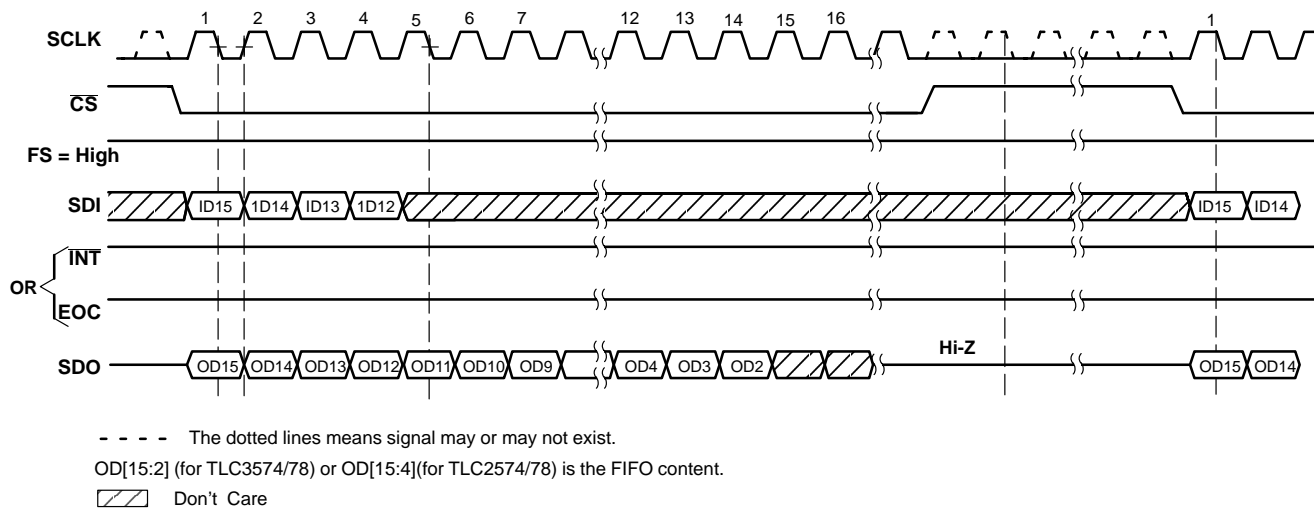 1 2 3 4 5 6 7 12 13 14 15 16 1
SCLK
CS
FS = High
SDI ID15 1D14 ID13 1D12 ID15 ID14
INT
OR
EOC
Hi-Z
SDO OD15 OD14 OD13 OD12 OD11 OD10 OD9 OD4 OD3 OD2 OD15 OD14
The dotted lines means signal may or may not exist.
OD[15:2] (for TLC3574/78) or OD[15:4](for TLC2574/78) is the FIFO content.
Don't Care